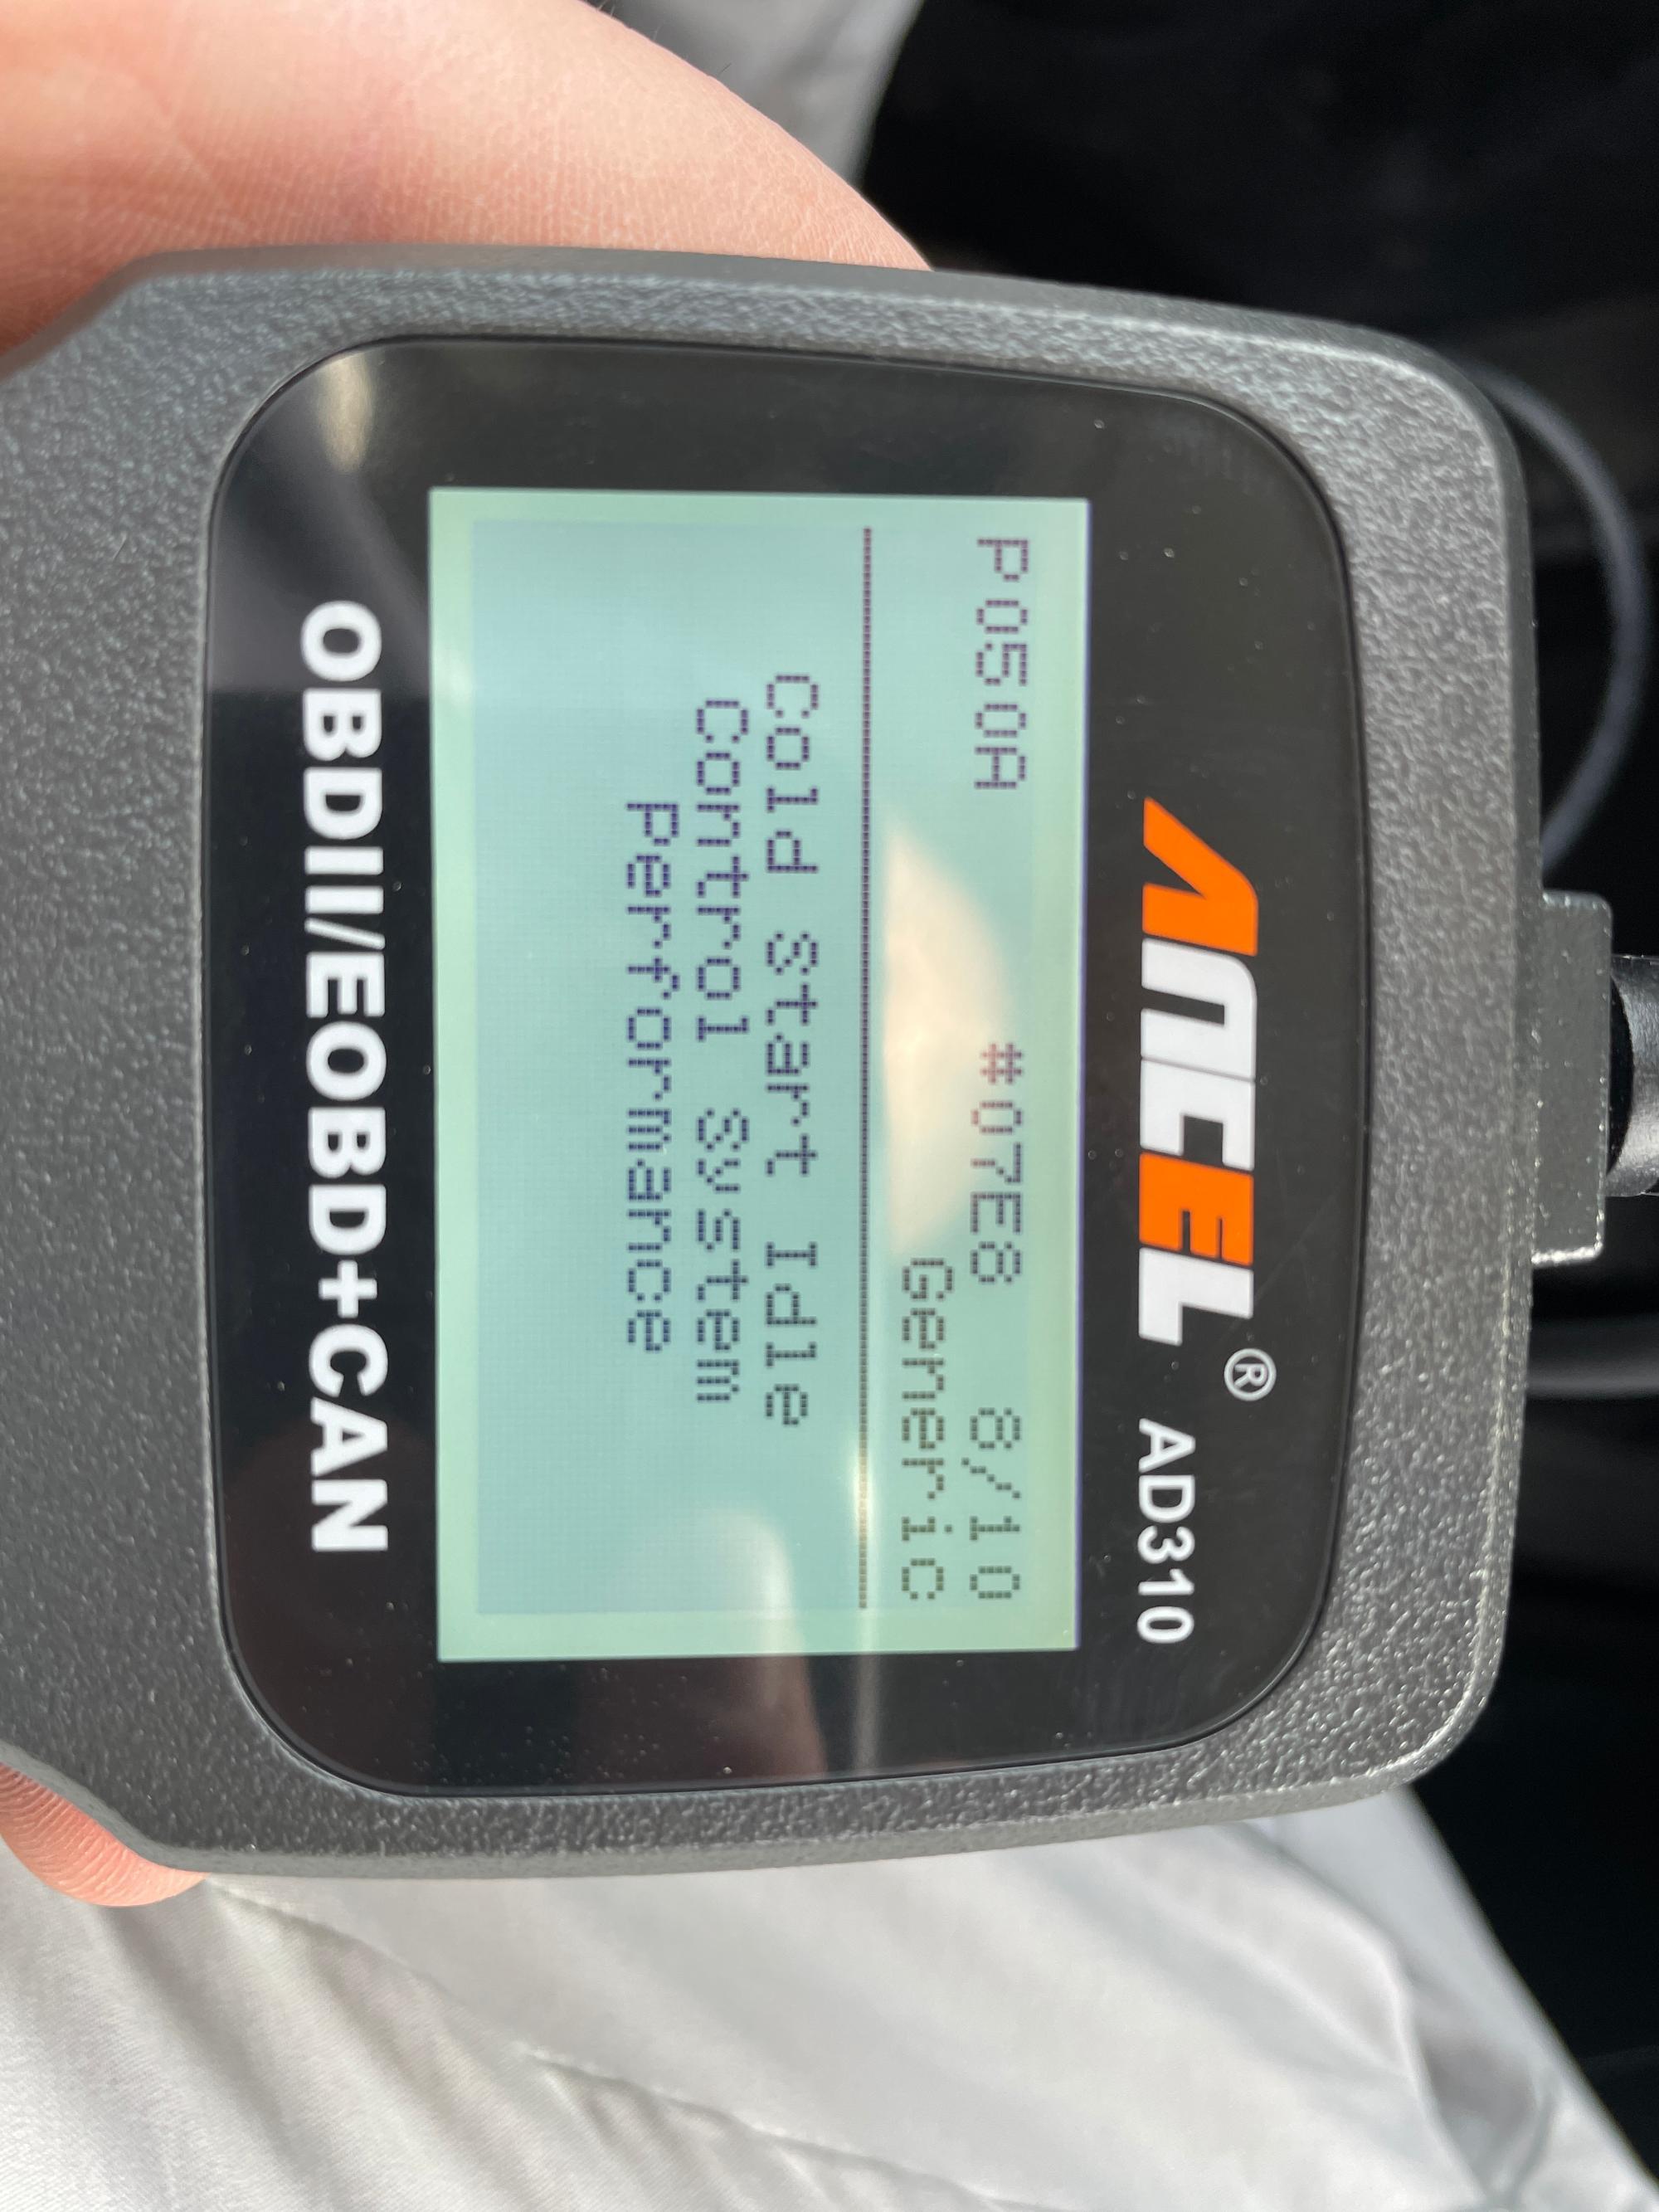 ANCEL® AD310
P050A #07E8 8/10
Generic
Cold Start Idle
Control System
Performance
OBDII/EOBD+CAN